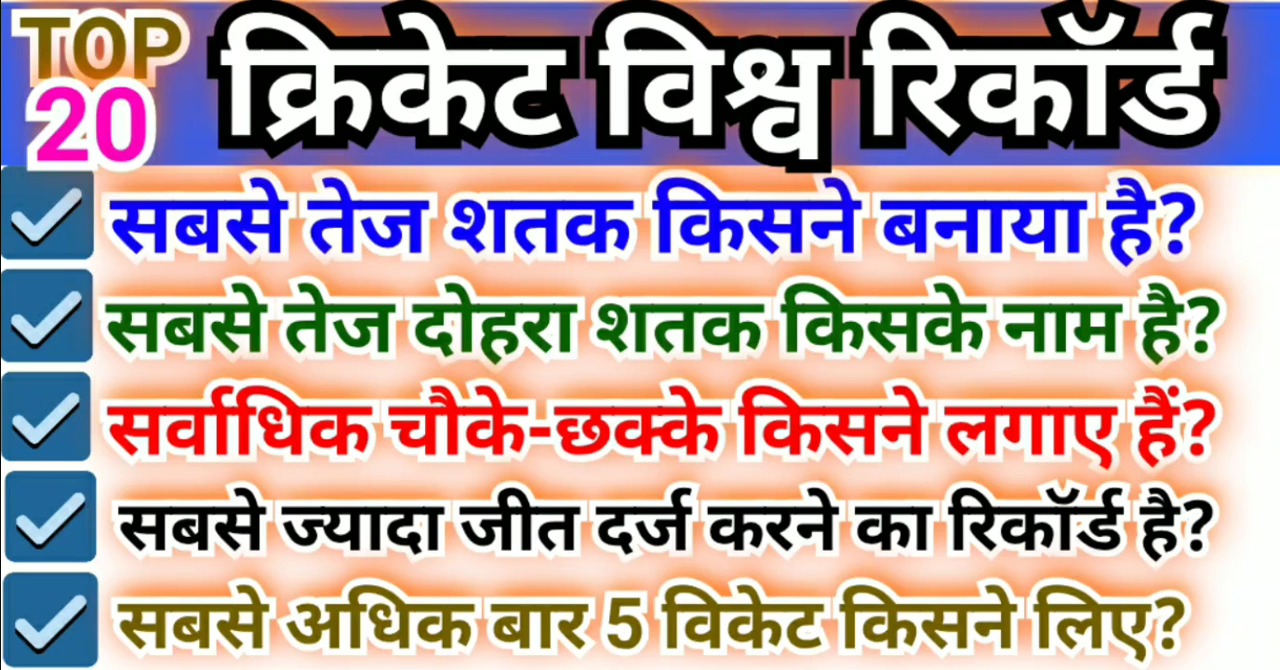 TOP
20
क्रिकेट विश्व रिकॉर्ड
सबसे तेज शतक किसने बनाया है?
सबसे तेज दोहरा शतक किसके नाम है?
सर्वाधिक चौके-छक्के किसने लगाए हैं?
सबसे ज्यादा जीत दर्ज करने का रिकॉर्ड है?
सबसे अधिक बार 5 विकेट किसने लिए?